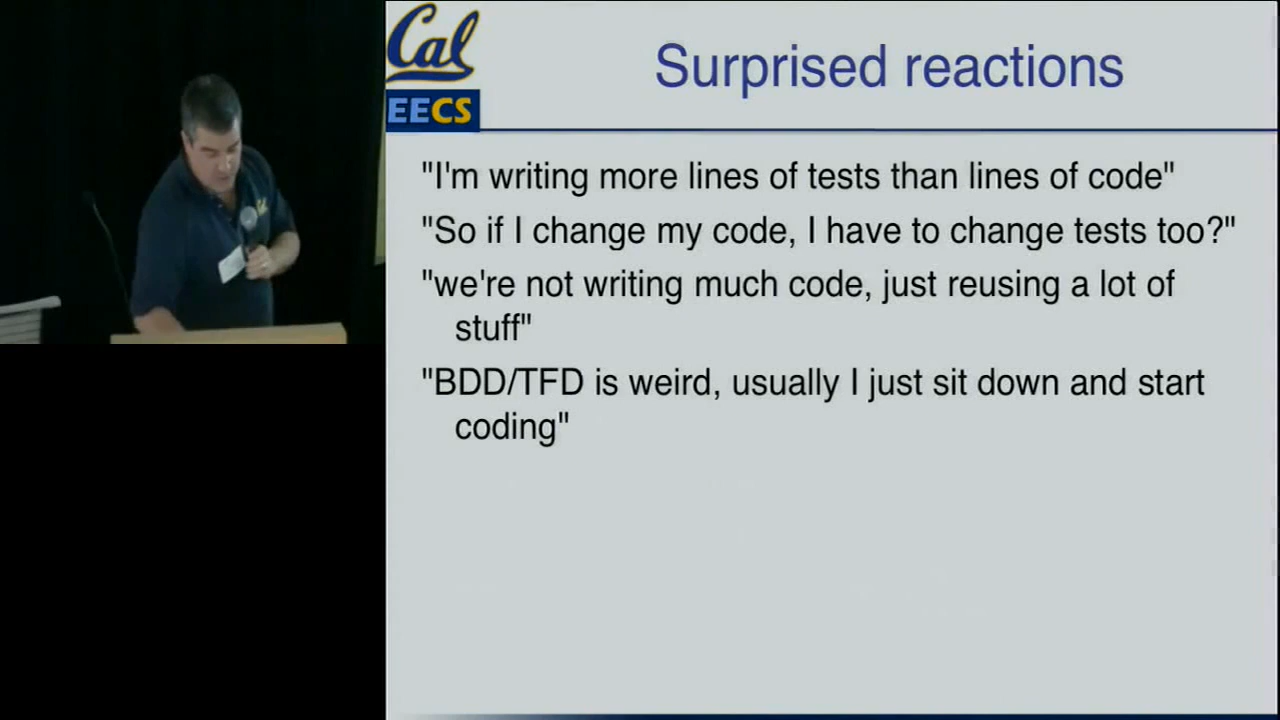 Cal
EECS
Surprised reactions
"I'm writing more lines of tests than lines of code"
"So if I change my code, I have to change tests too?"
"we're not writing much code, just reusing a lot of
stuff"
"BDD/TFD is weird, usually I just sit down and start
coding"
Cal